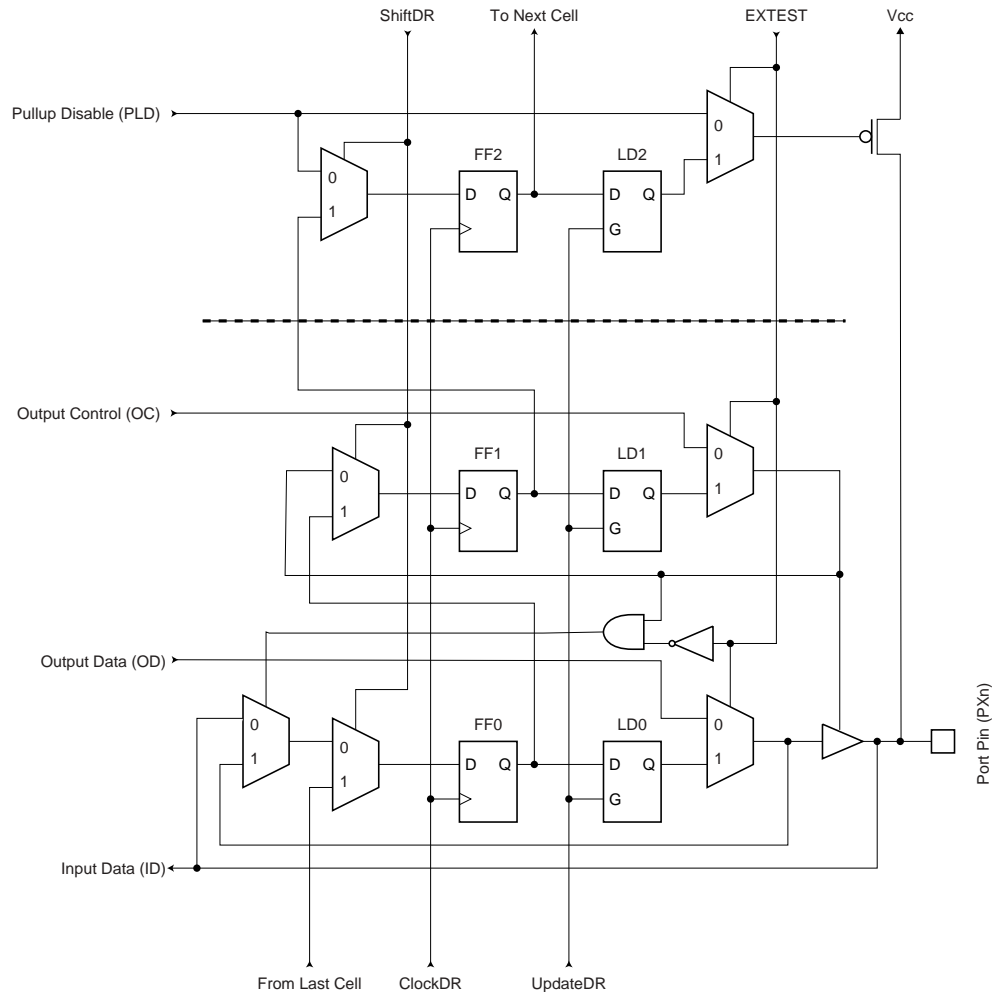 ShiftDR
To Next Cell
EXTEST
Vcc
Pullup Disable (PLD)
0
1
FF2
D Q
LD2
D Q
G
0
1
Output Control (OC)
0
1
FF1
D Q
LD1
D Q
G
0
1
Output Data (OD)
0
1
0
1
FF0
D Q
LD0
D Q
G
0
1
Port Pin (PXn)
Input Data (ID)
From Last Cell
ClockDR
UpdateDR